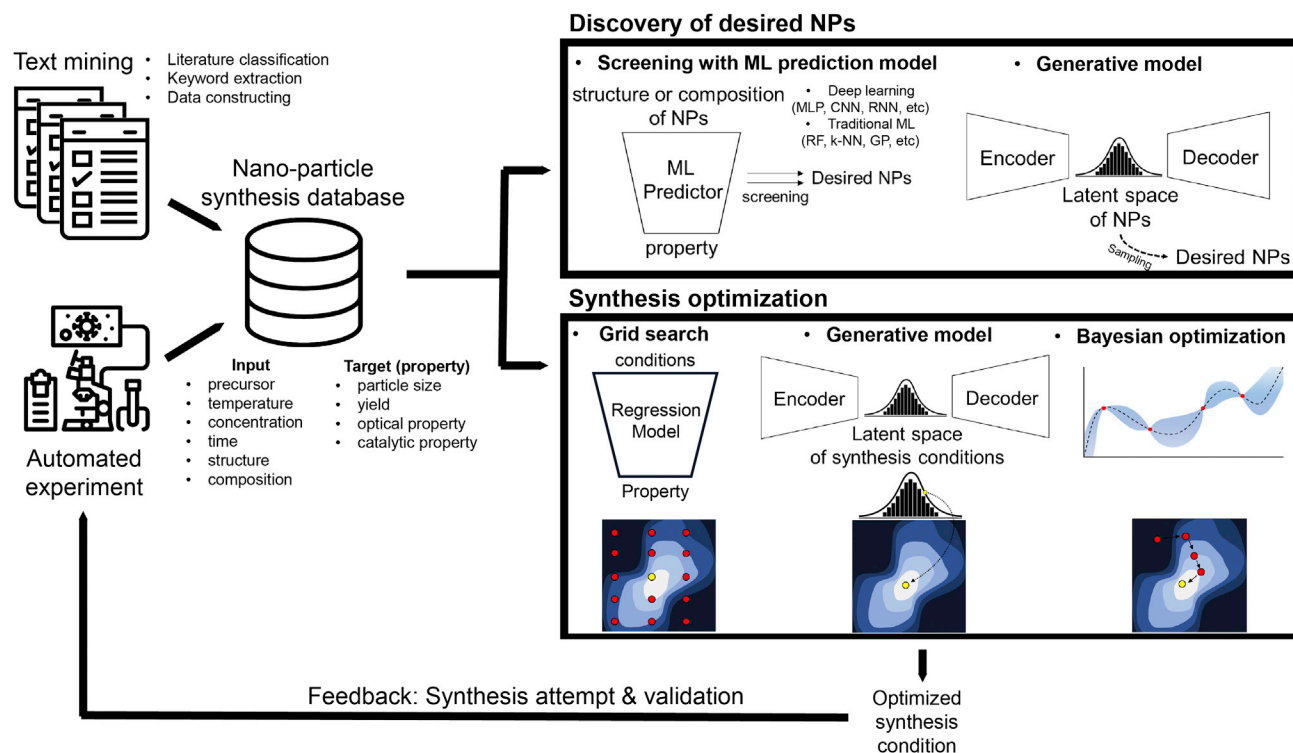 Text mining
• Literature classification
• Keyword extraction
• Data constructing
Nano-particle
synthesis database
Automated
experiment
Input
• precursor
• temperature
• concentration
• time
• structure
• composition
Target (property)
• particle size
• yield
• optical property
• catalytic property
Discovery of desired NPs
• Screening with ML prediction model
structure or composition
of NPs
ML
Predictor
property
• Deep learning
(MLP, CNN, RNN, etc)
• Traditional ML
(RF, k-NN, GP, etc)
screening
Desired NPs
• Generative model
Encoder
Decoder
Latent space
of NPs
Sampling
Desired NPs
Synthesis optimization
• Grid search
conditions
Regression
Model
Property
• Generative model
Encoder
Decoder
Latent space
of synthesis conditions
• Bayesian optimization
Feedback: Synthesis attempt & validation
Optimized
synthesis
condition